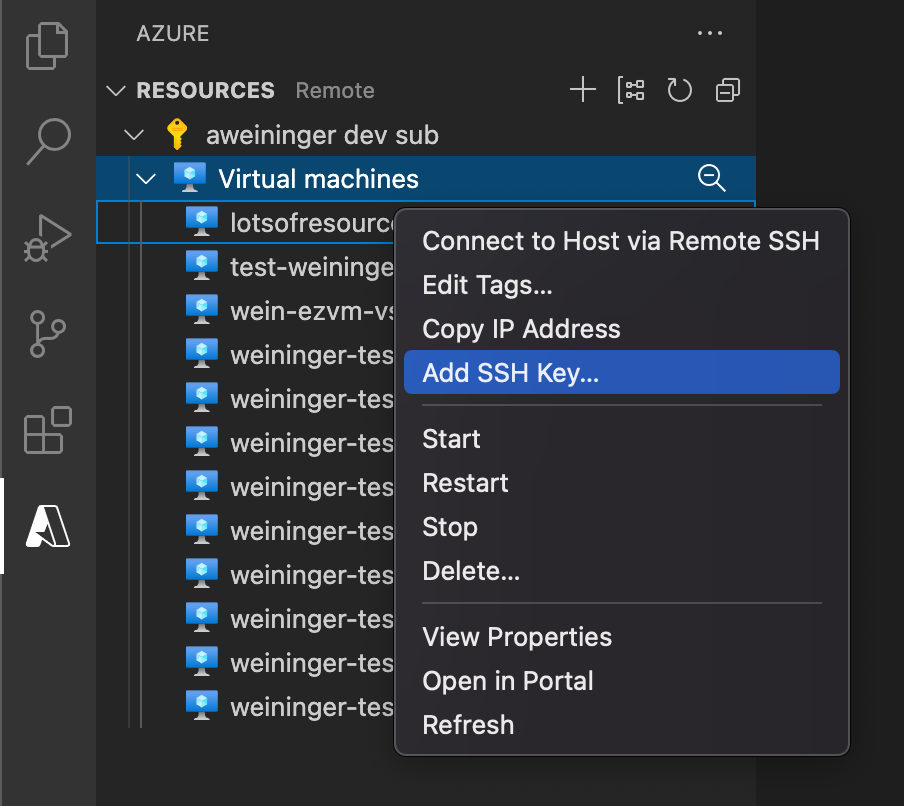 AZURE
RESOURCES Remote
aweininger dev sub
Virtual machines
lotsofresourc
test-weininge
wein-ezvm-vs
weininger-tes
weininger-tes
weininger-tes
weininger-tes
weininger-tes
weininger-tes
weininger-tes
weininger-tes
weininger-tes
Connect to Host via Remote SSH
Edit Tags...
Copy IP Address
Add SSH Key...
Start
Restart
Stop
Delete...
View Properties
Open in Portal
Refresh